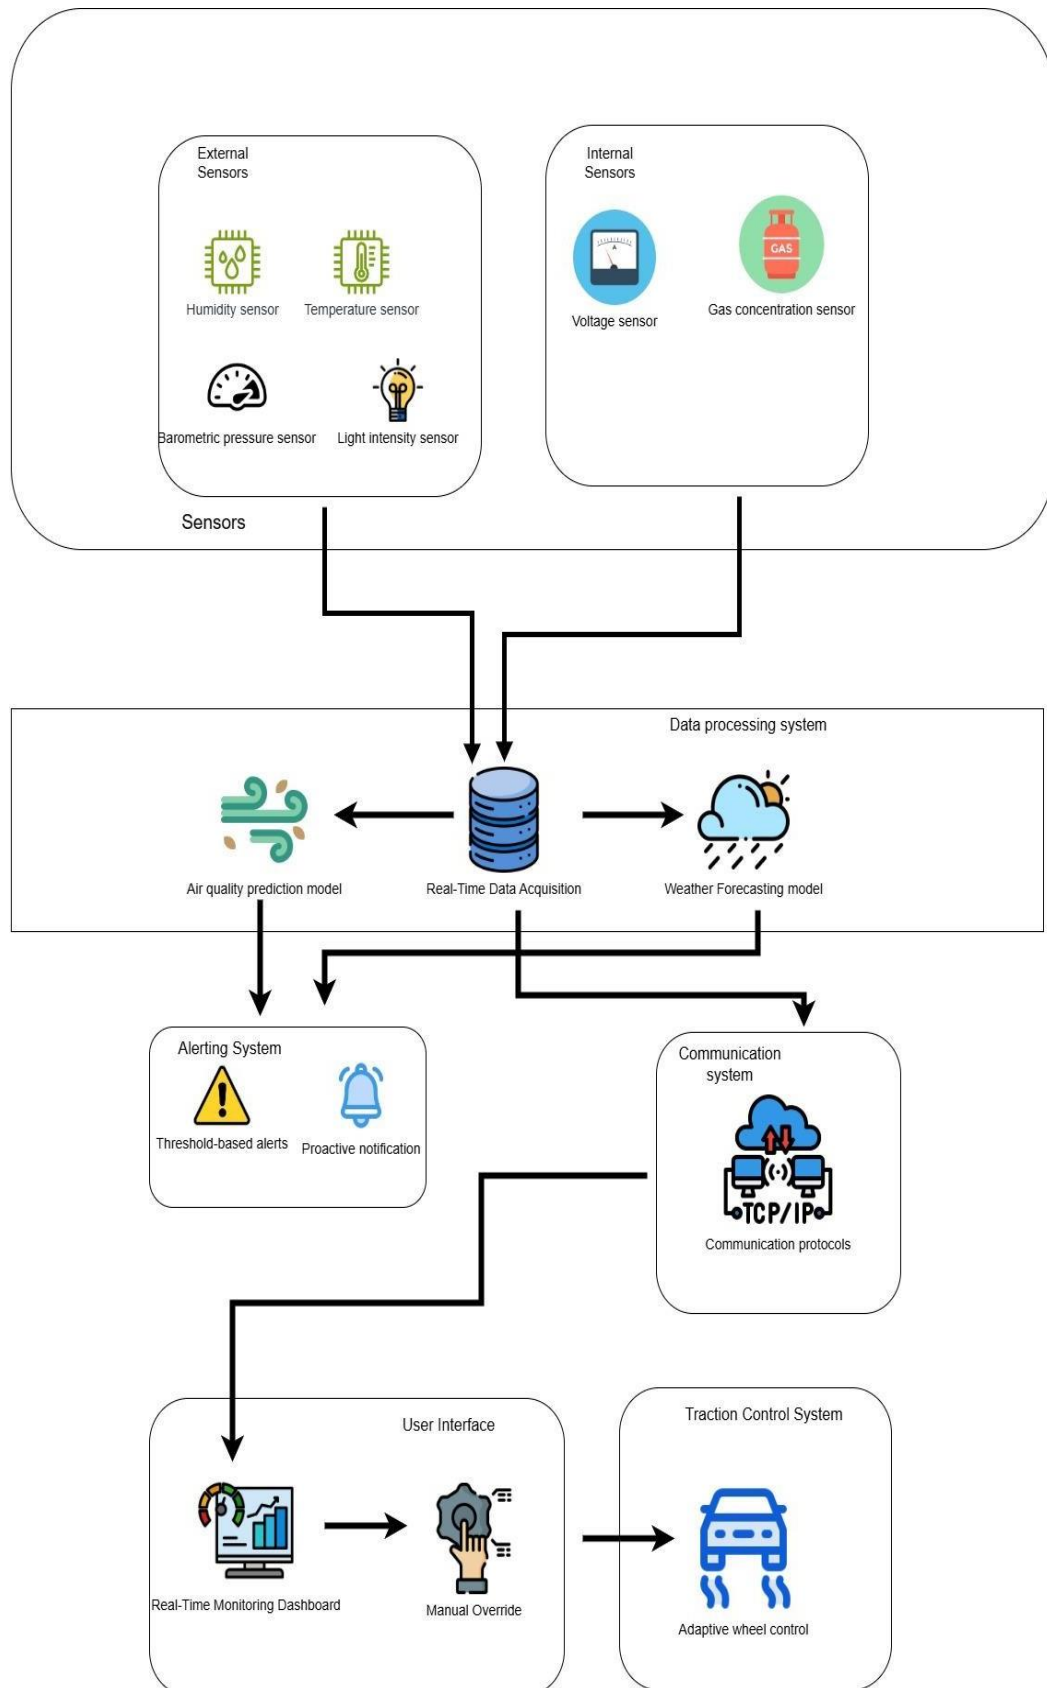 External
Sensors
Humidity sensor
Temperature sensor
Barometric pressure sensor
Light intensity sensor
Internal
Sensors
A
Voltage sensor
GAS
Gas concentration sensor
Sensors
Data processing system
Air quality prediction model
Real-Time Data Acquisition
Weather Forecasting model
Alerting System
Threshold-based alerts
Proactive notification
Communication
system
TCP/IP
Communication protocols
User Interface
Real-Time Monitoring Dashboard
Manual Override
Traction Control System
Adaptive wheel control